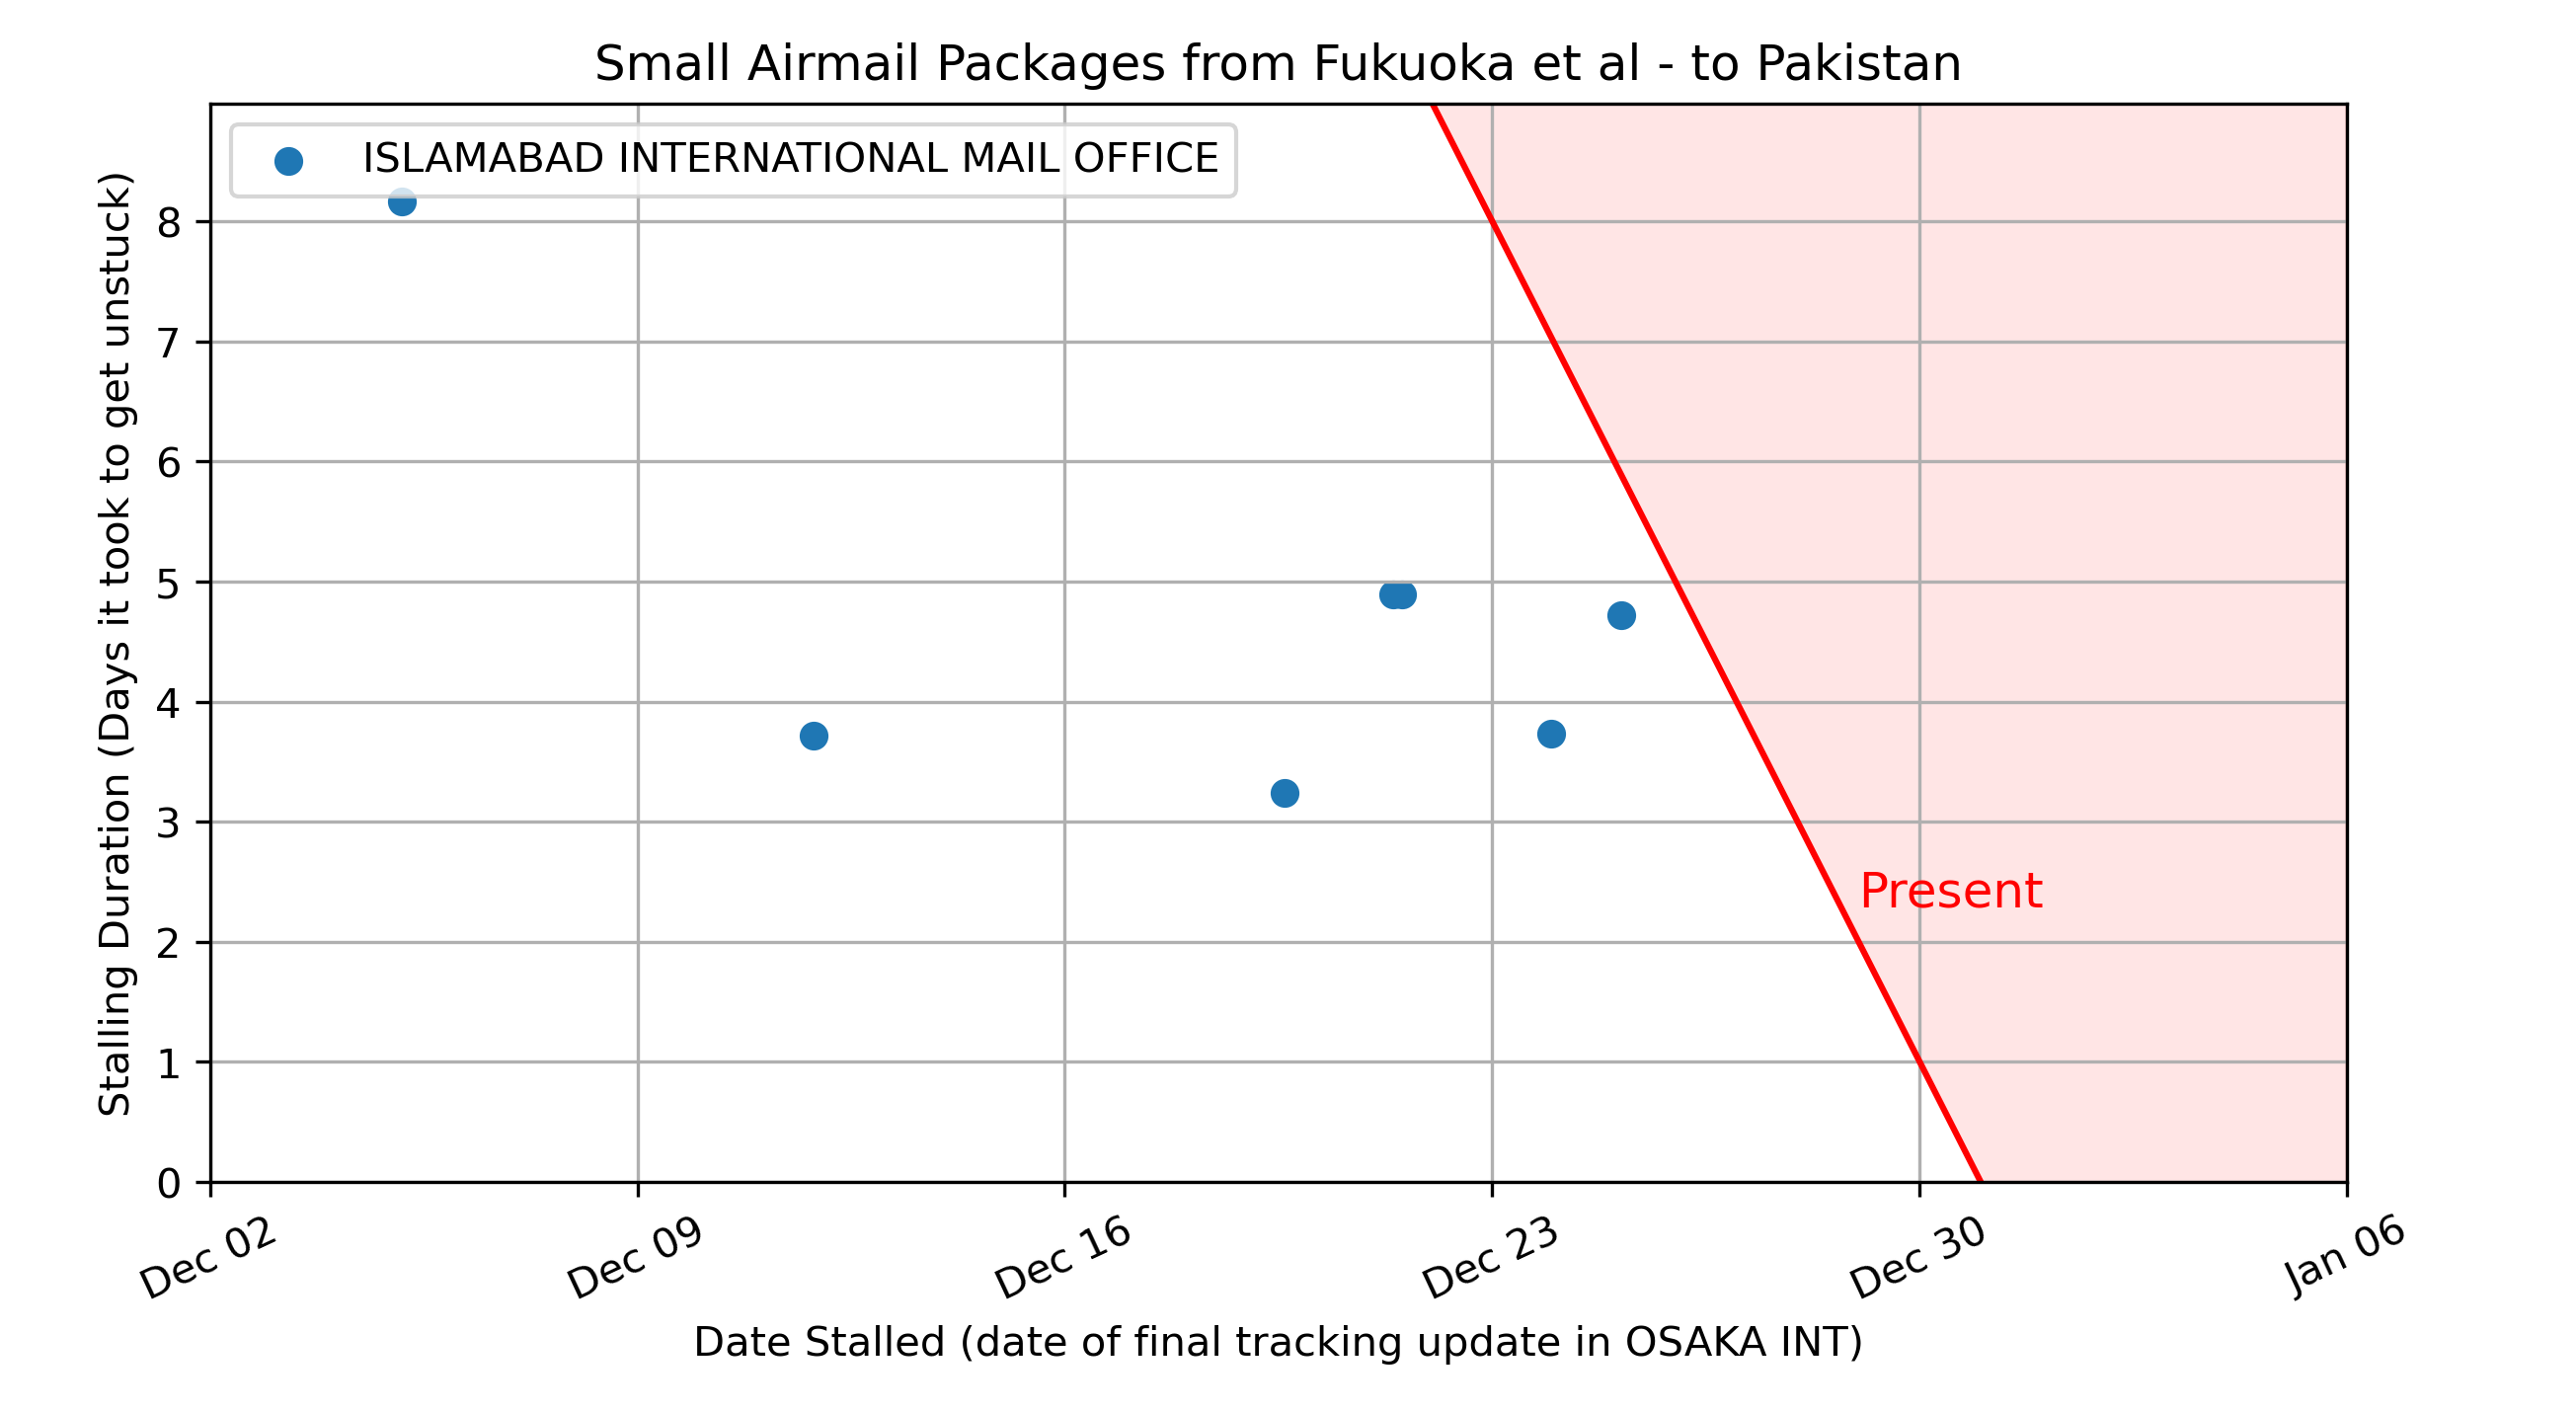 Small Airmail Packages from Fukuoka et al - to Pakistan
ISLAMABAD INTERNATIONAL MAIL OFFICE
Stalling Duration (Days it took to get unstuck)
8
7
6
5
4
3
2
1
0
Present
Dec 02
Dec 09
Dec 16
Dec 23
Dec 30
Jan 06
Date Stalled (date of final tracking update in OSAKA INT)